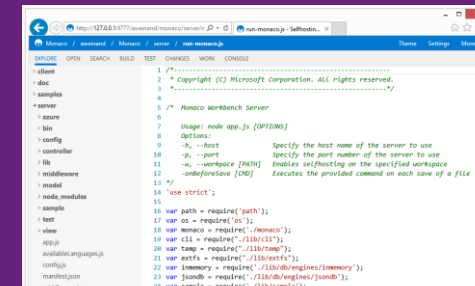 http://127.0.0.1:9777/aweinand/monaco/server/r
run-monaco.js - Selfhostin...
Monaco / aweinand / Monaco / server / run-monaco.js
Theme Settings More
EXPLORE OPEN SEARCH BUILD TEST CHANGES WORK CONSOLE
client
doc
samples
server
azure
bin
config
controller
lib
middleware
model
node_modules
sample
test
view
app.js
availableLanguages.js
config.js
manifest.json
1 /*---------------------------------------------------------
2 * Copyright (C) Microsoft Corporation. All rights reserved.
3 *--------------------------------------------------------*/
4
5 /* Monaco Workbench Server
6
7 Usage: node app.js [OPTIONS]
8 Options:
9 -h, --host Specify the host name of the server to use
10 -p, --port Specify the port number of the server to use
11 -w, --workpace [PATH] Enables selfhosting on the specified workspace
12 -onBeforeSave [CMD] Executes the provided command on each save of a file
13 */
14 'use strict';
15
16 var path = require('path');
17 var os = require('os');
18 var monaco = require('./monaco');
19 var cli = require("./lib/cli");
20 var temp = require("./lib/temp");
21 var extfs = require("./lib/extfs");
22 var inmemory = require('./lib/db/engines/inmemory');
23 var jsondb = require('./lib/db/engines/jsondb');
24 var sample = require('./lib/sample');